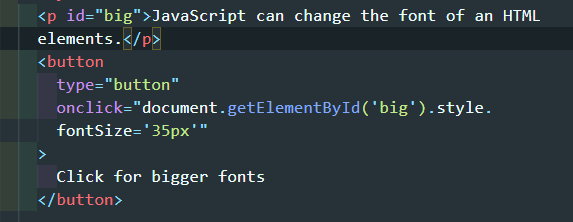 <p id="big">JavaScript can change the font of an HTML
elements.</p>
<button
type="button"
onclick="document.getElementById('big').style.
fontSize='35px'"
>
Click for bigger fonts
</button>